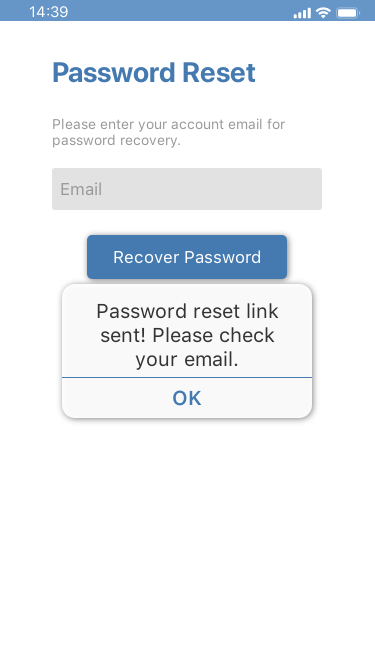 14:39
Password Reset
Please enter your account email for
password recovery.
Email
Recover Password
Password reset link
sent! Please check
your email.
OK